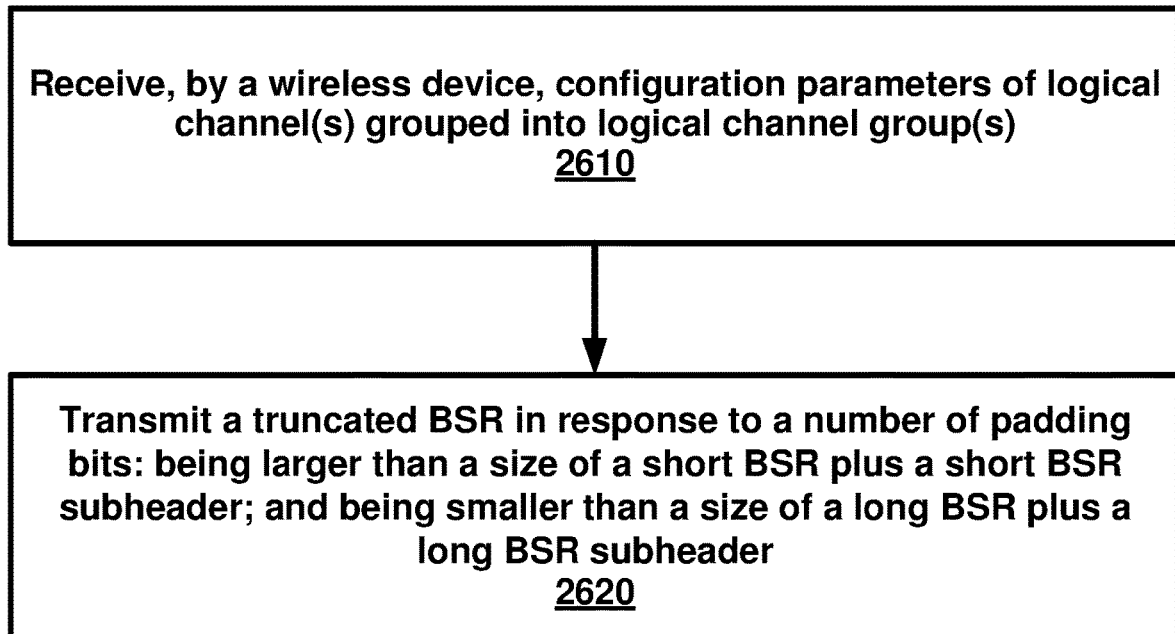 Receive, by a wireless device, configuration parameters of logical
channel(s) grouped into logical channel group(s)
2610
Transmit a truncated BSR in response to a number of padding
bits: being larger than a size of a short BSR plus a short BSR
subheader; and being smaller than a size of a long BSR plus a
long BSR subheader
2620